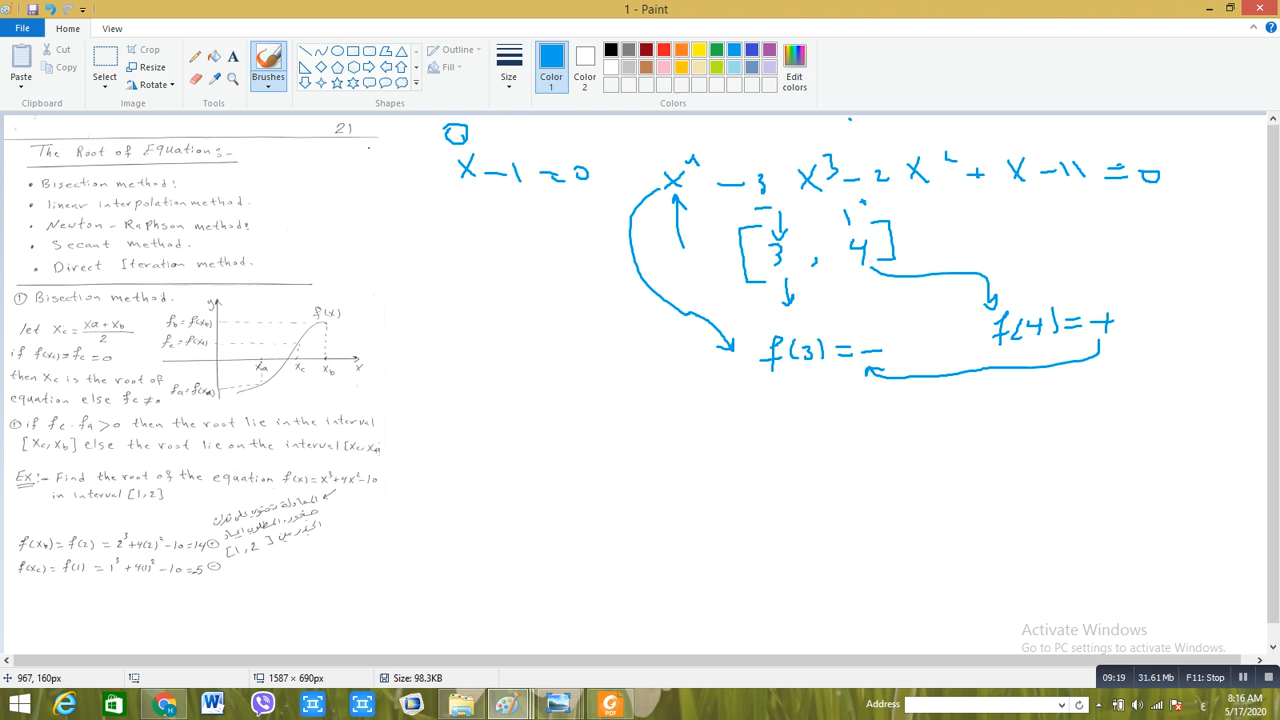 1 - Paint
File Home View
Paste Cut Copy Select Crop Resize Rotate Brushes Size Outline Fill Color 1 Color 2 Edit colors
Clipboard Image Tools Shapes Colors
21
The Root of Equations:-
• Bisection method:
• linear interpolation method.
• Newton - Raphson method:
• Secant method.
• Direct Iteration method.
① Bisection method.
let Xc = (Xa + Xb) / 2
if f(Xc) = fc = 0
then Xc is the root of
equation else fc ≠ 0
y
fb = f(Xb)
fc = f(Xc)
fa = f(Xa)
f(X)
Xa Xc Xb X
if fc . fa > 0 then the root lie in the interval
[Xc, Xb] else the root lie on the interval [Xc, Xa
EX:- Find the root of the equation f(x) = x³+4x²-10
in interval [1,2]
[1, 2]
f(Xb) = f(2) = 2³+4(2)²-10 = 14 +
f(Xc) = f(1) = 1³+4(1)²-10 = -5 -
X - 1 = 0
X⁴ - 3 X³ - 2 X² + X - 11 = 0
[3, 4]
f(4) = +
f(3) = -
Activate Windows
Go to PC settings to activate Windows.
967, 160px 1587 × 690px Size: 98.3KB 09:19 31.61 Mb F11: Stop
Address 8:16 AM
5/17/2020